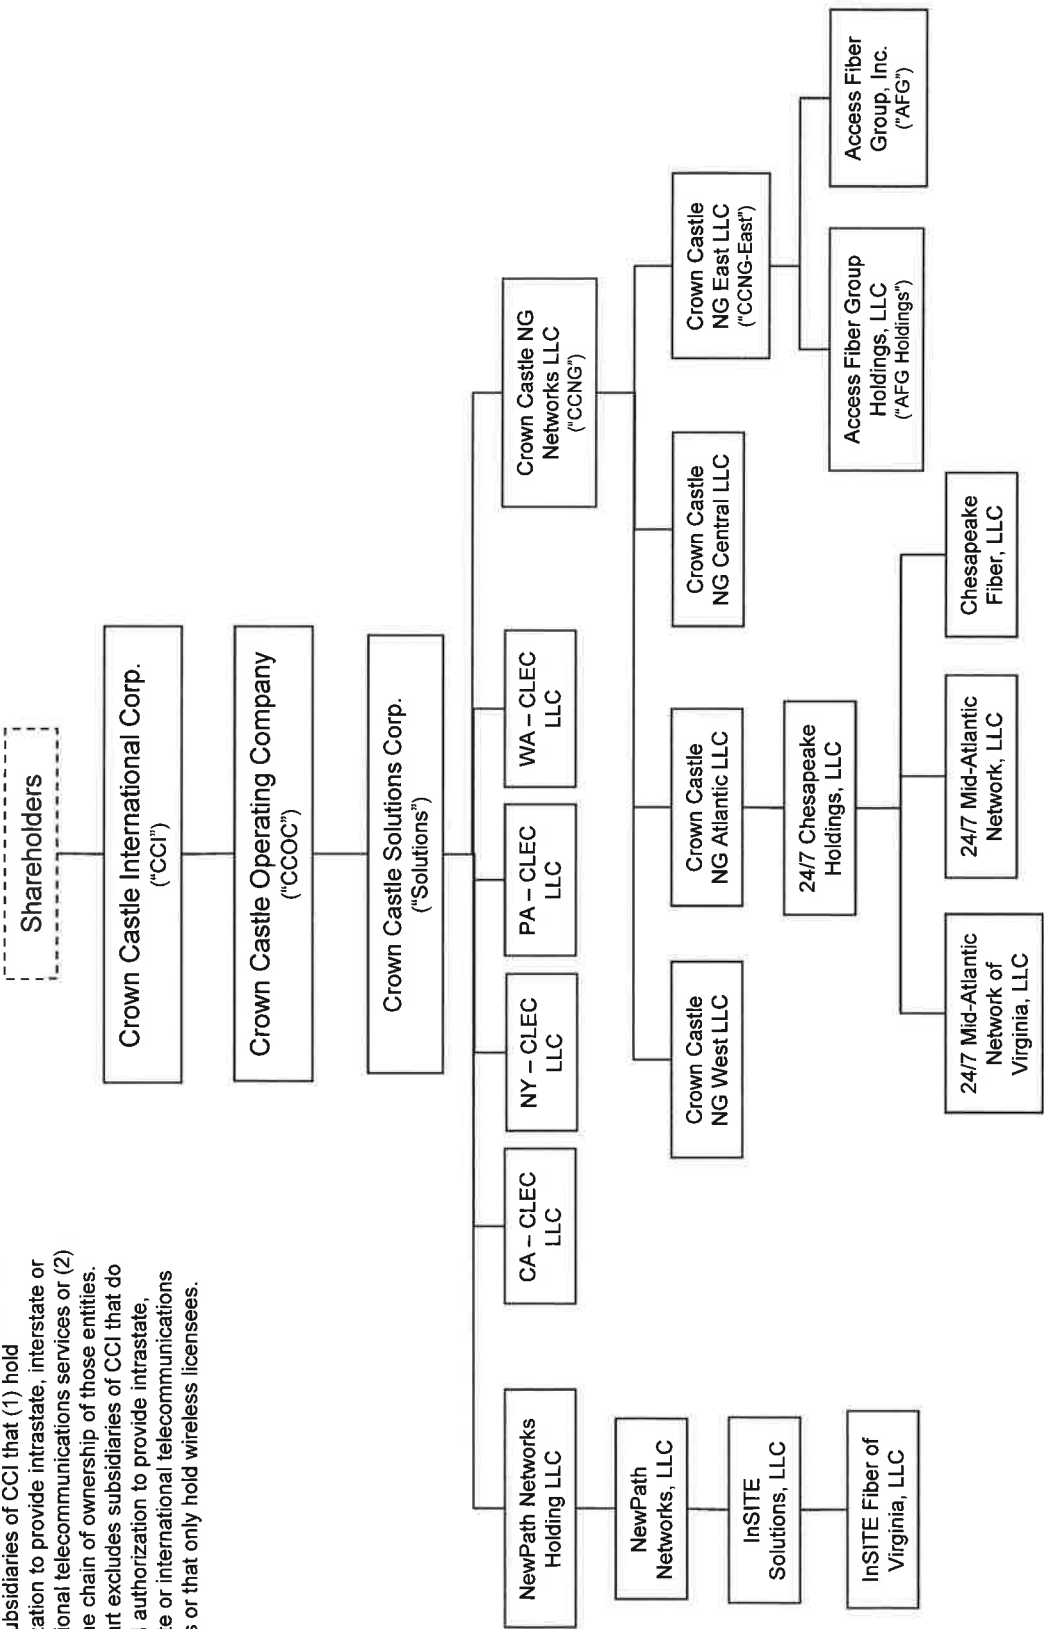 ubsidiaries of CCI that (1) hold
ation to provide intrastate, interstate or
ional telecommunications services or (2)
ne chain of ownership of those entities.
rt excludes subsidiaries of CCI that do
authorization to provide intrastate,
te or international telecommunications
s or that only hold wireless licensees.
Shareholders
Crown Castle International Corp.
("CCI")
Crown Castle Operating Company
("CCOC")
Crown Castle Solutions Corp.
("Solutions")
NewPath Networks
Holding LLC
CA – CLEC
LLC
NY – CLEC
LLC
PA – CLEC
LLC
WA – CLEC
LLC
Crown Castle NG
Networks LLC
("CCNG")
NewPath
Networks, LLC
InSITE
Solutions, LLC
InSITE Fiber of
Virginia, LLC
Crown Castle
NG West LLC
Crown Castle
NG Atlantic LLC
Crown Castle
NG Central LLC
Crown Castle
NG East LLC
("CCNG-East")
24/7 Chesapeake
Holdings, LLC
Access Fiber Group
Holdings, LLC
("AFG Holdings")
Access Fiber
Group, Inc.
("AFG")
24/7 Mid-Atlantic
Network of
Virginia, LLC
24/7 Mid-Atlantic
Network, LLC
Chesapeake
Fiber, LLC